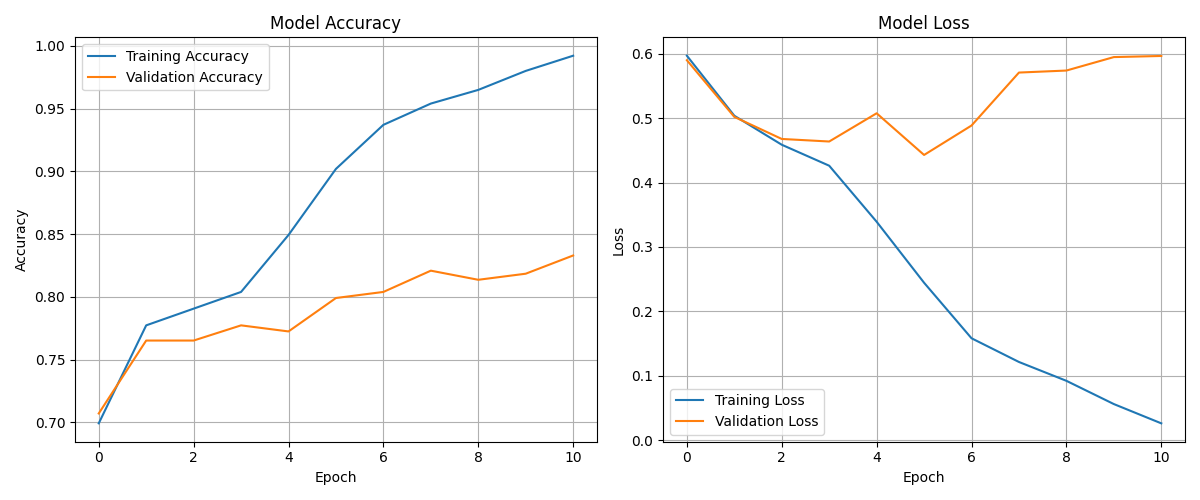 Model Accuracy
Training Accuracy
Validation Accuracy
1.00
0.95
0.90
0.85
0.80
0.75
0.70
Accuracy
0 2 4 6 8 10
Epoch
Model Loss
0.6
0.5
0.4
0.3
0.2
0.1
0.0
Loss
Training Loss
Validation Loss
0 2 4 6 8 10
Epoch